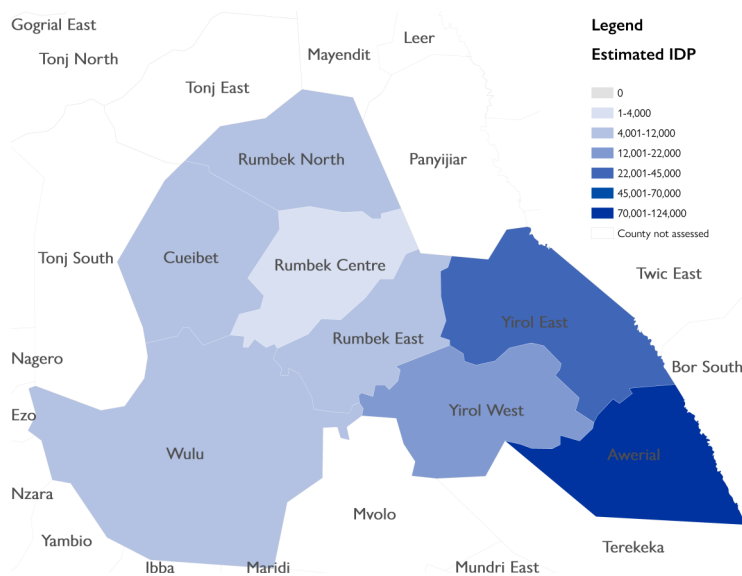 Gogrial East
Tonj North
Tonj East
Mayendit
Leer
Panyijiar
Rumbek North
Tonj South
Cueibet
Rumbek Centre
Rumbek East
Yirol East
Twic East
Bor South
Nagero
Ezo
Yirol West
Wulu
Awerial
Nzara
Mvolo
Yambio
Ibba
Maridi
Mundri East
Terekeka
Legend
Estimated IDP
0
1-4,000
4,001-12,000
12,001-22,000
22,001-45,000
45,001-70,000
70,001-124,000
County not assessed